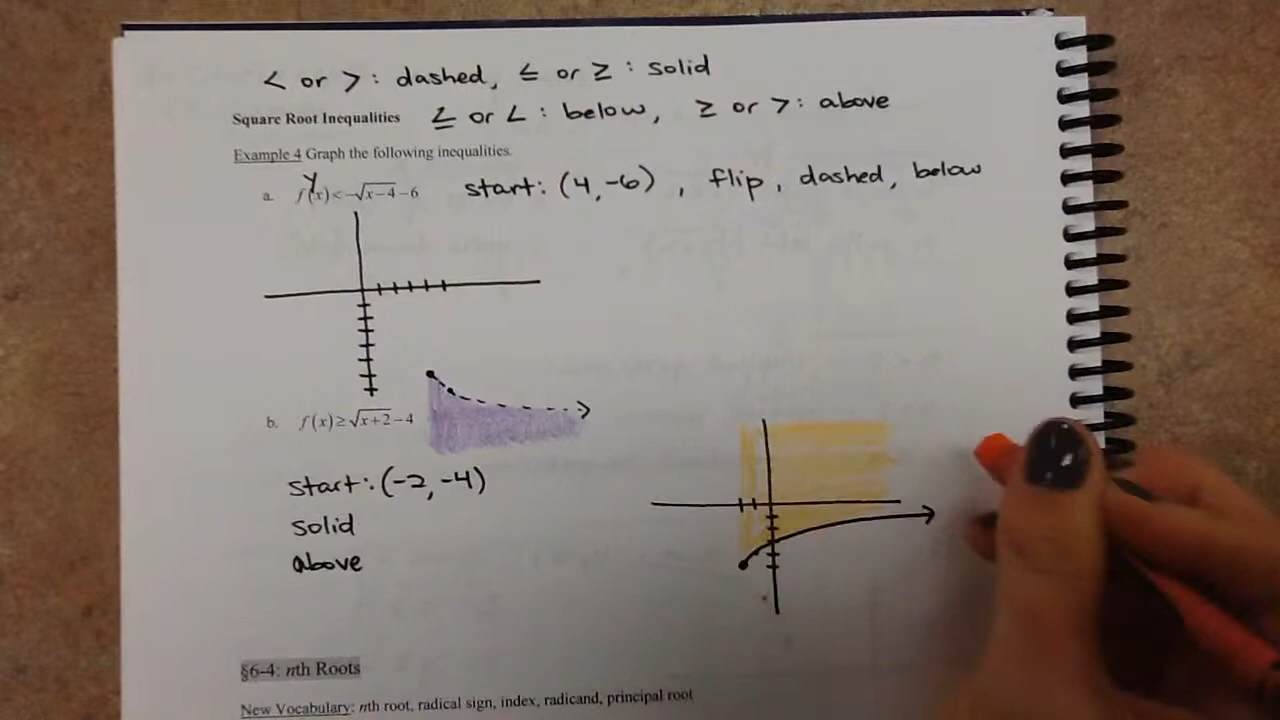 < or > : dashed, ≤ or ≥ : solid
Square Root Inequalities ≤ or < : below, ≥ or > : above
Example 4 Graph the following inequalities.
a. y f(x) < -√x-4 - 6 start: (4, -6) , flip , dashed, below
b. f(x) ≥ √x+2 - 4
start: (-2, -4)
solid
above
§6-4: nth Roots
New Vocabulary: nth root, radical sign, index, radicand, principal root